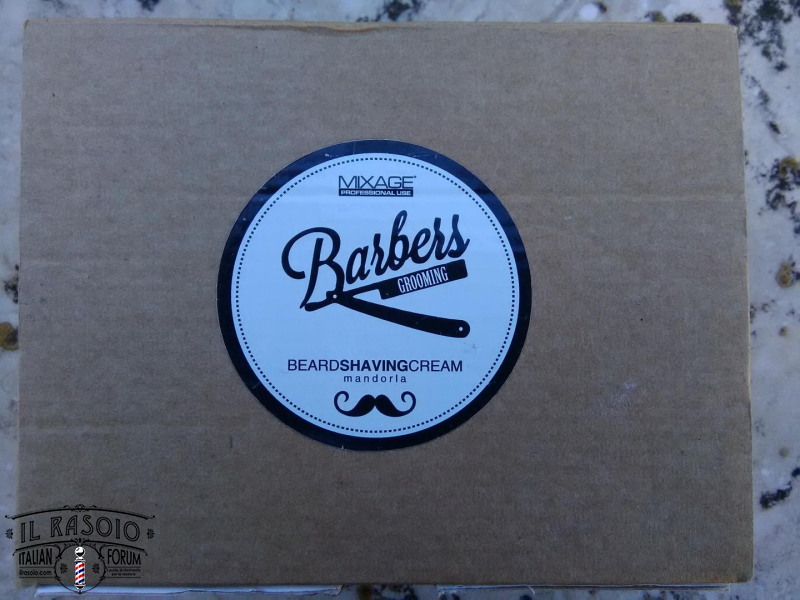 MIXAGE®
PROFESSIONAL USE
Barbers
GROOMING
BEARDSHAVINGCREAM
mandorla
IL RASOIO
ITALIAN FORUM
ilrasoio.com